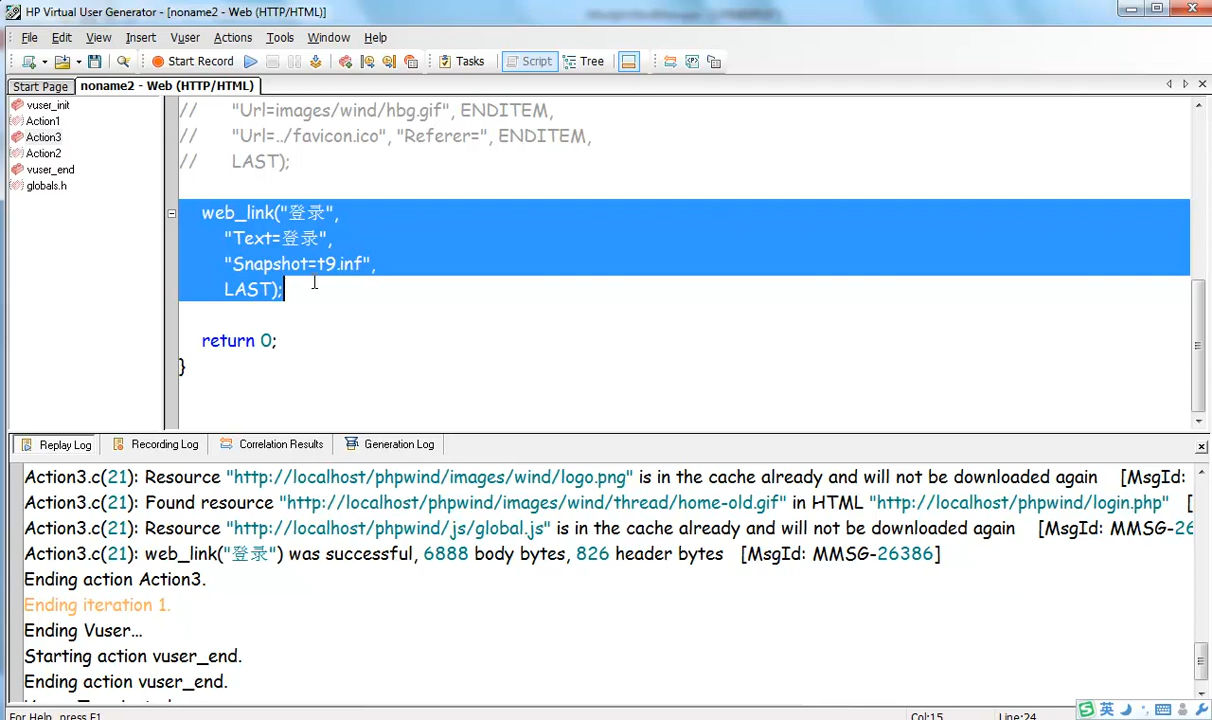 HP Virtual User Generator - [noname2 - Web (HTTP/HTML)]
File Edit View Insert Vuser Actions Tools Window Help
Start Record Tasks Script Tree
Start Page noname2 - Web (HTTP/HTML)
vuser_init
Action1
Action3
Action2
vuser_end
globals.h
// "Url=images/wind/hbg.gif", ENDITEM,
// "Url=../favicon.ico", "Referer=", ENDITEM,
// LAST);
web_link("登录",
"Text=登录",
"Snapshot=t9.inf",
LAST);
return 0;
}
Replay Log Recording Log Correlation Results Generation Log
Action3.c(21): Resource "http://localhost/phpwind/images/wind/logo.png" is in the cache already and will not be downloaded again [MsgId:
Action3.c(21): Found resource "http://localhost/phpwind/images/wind/thread/home-old.gif" in HTML "http://localhost/phpwind/login.php" [
Action3.c(21): Resource "http://localhost/phpwind/js/global.js" is in the cache already and will not be downloaded again [MsgId: MMSG-26
Action3.c(21): web_link("登录") was successful, 6888 body bytes, 826 header bytes [MsgId: MMSG-26386]
Ending action Action3.
Ending iteration 1.
Ending Vuser...
Starting action vuser_end.
Ending action vuser_end.
For Help, press F1 Col:15 Line:24
英